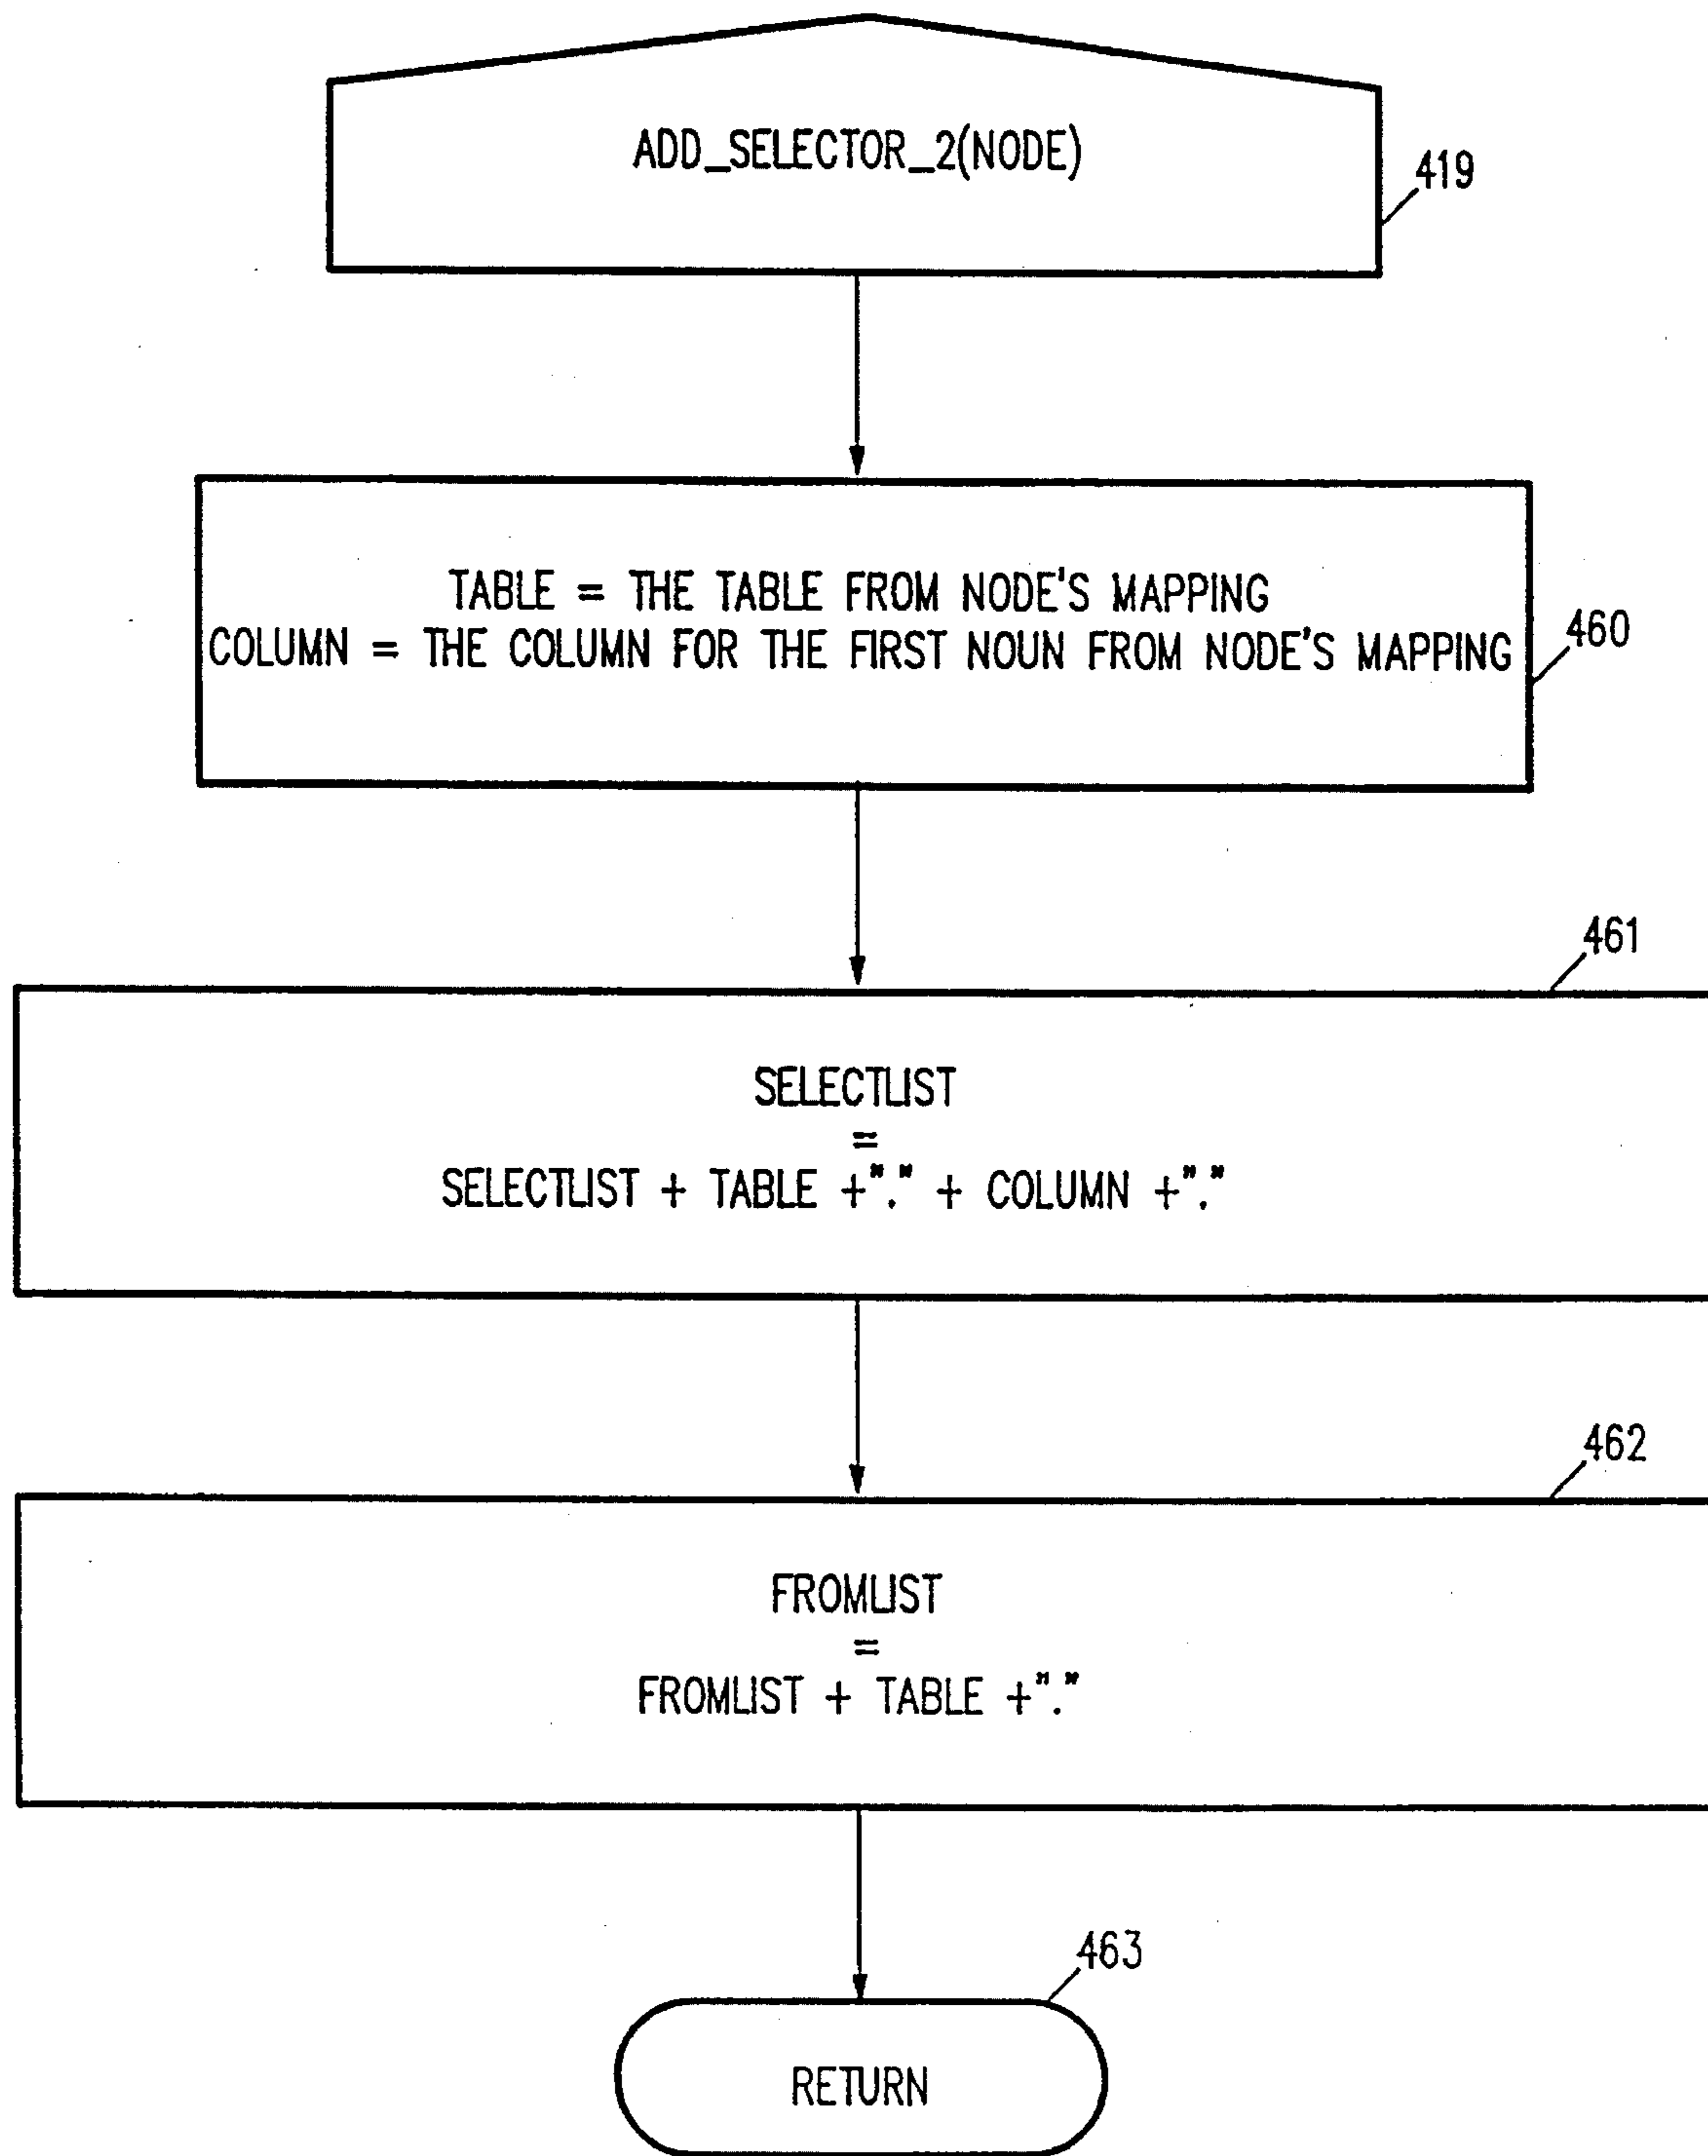 ADD_SELECTOR_2(NODE)
419
TABLE = THE TABLE FROM NODE'S MAPPING
COLUMN = THE COLUMN FOR THE FIRST NOUN FROM NODE'S MAPPING
460
461
SELECTLIST
=
SELECTLIST + TABLE +"." + COLUMN +"."
462
FROMLIST
=
FROMLIST + TABLE +"."
463
RETURN